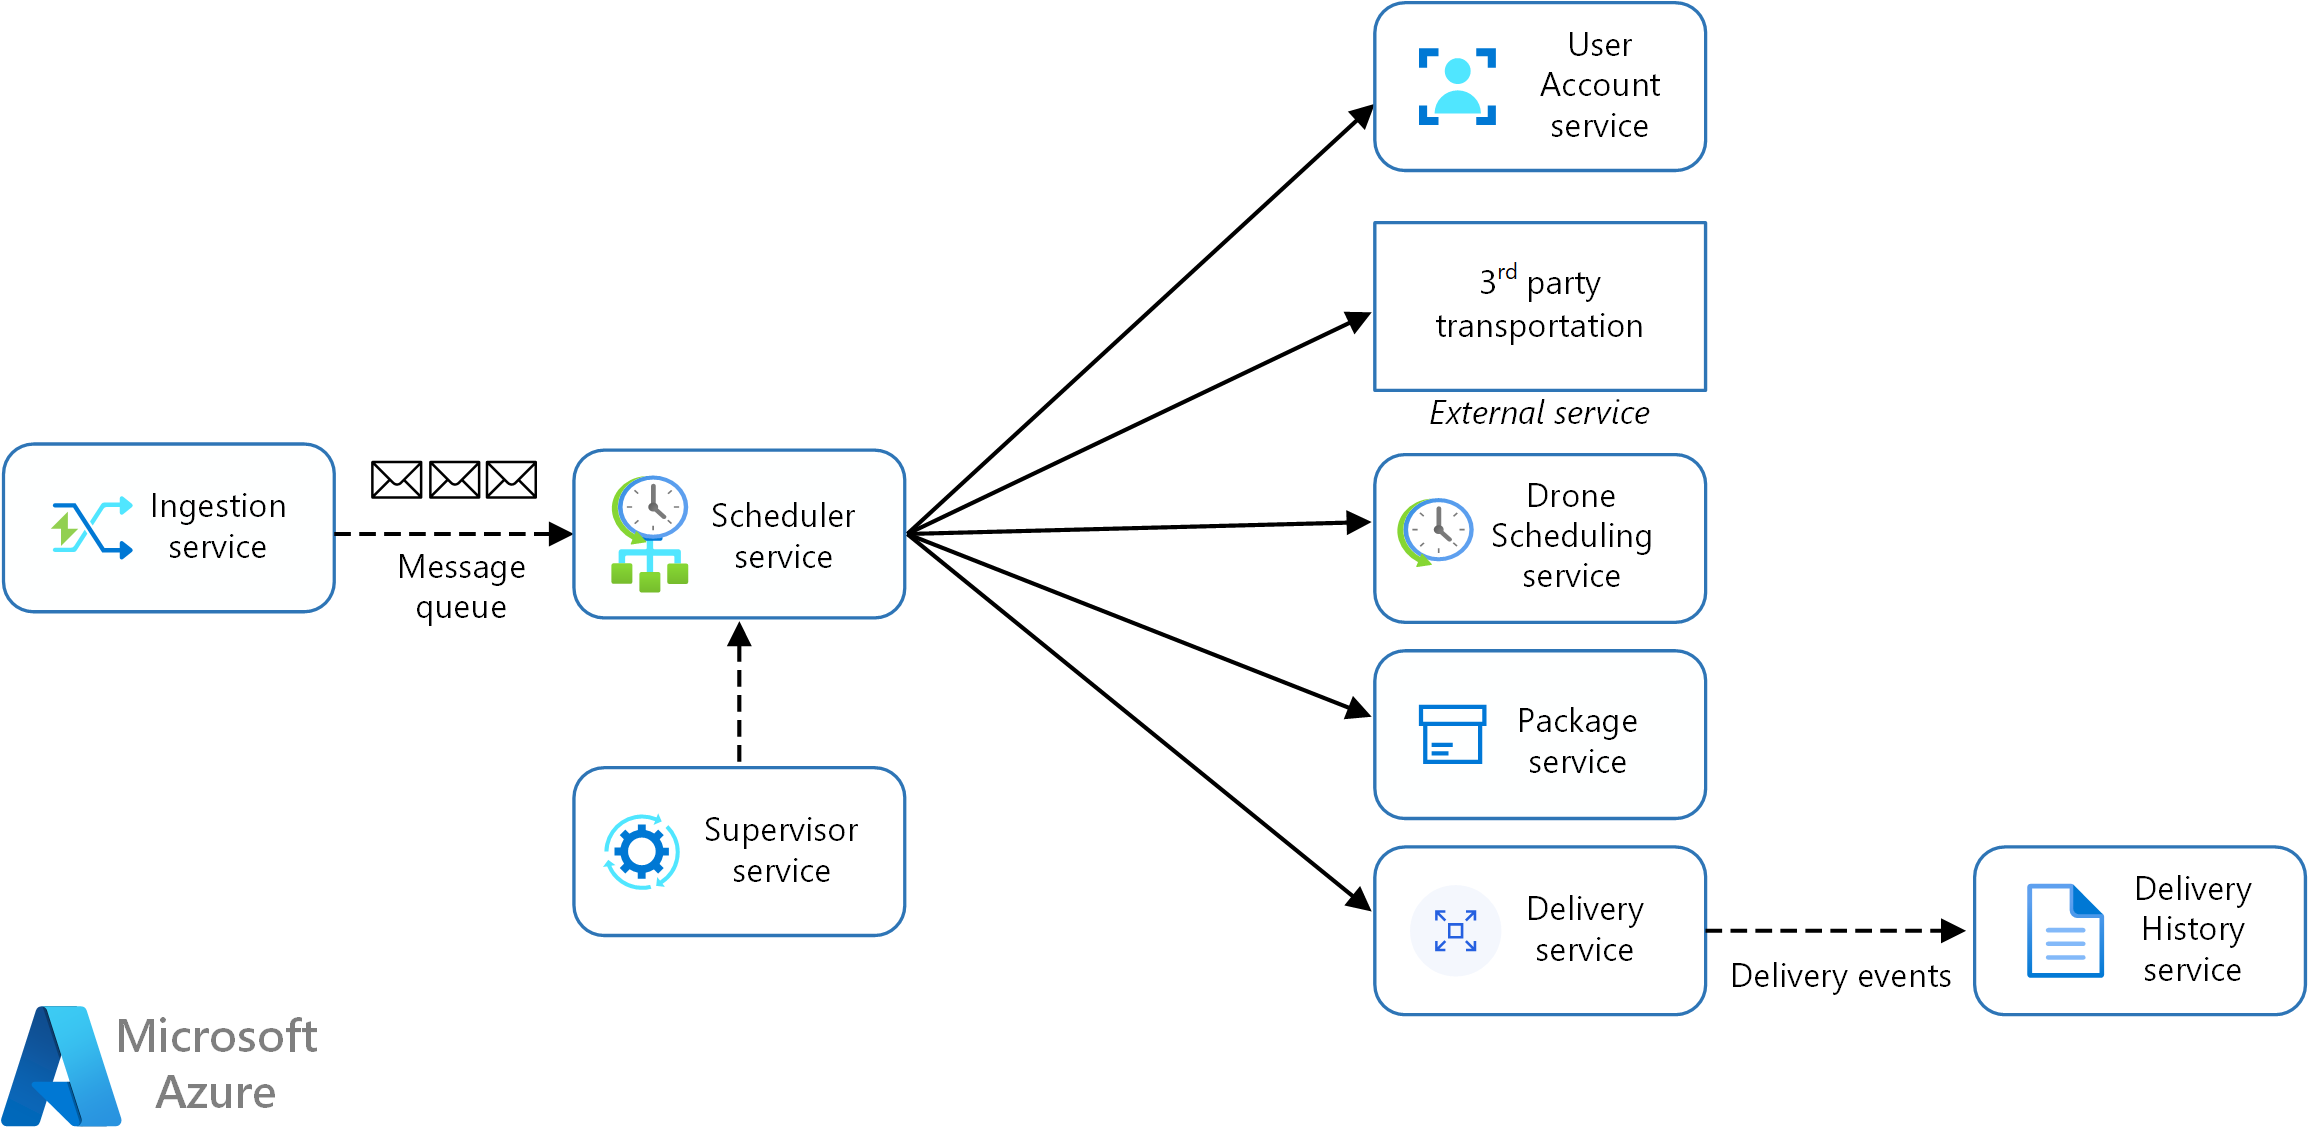 User
Account
service
3rd party
transportation
External service
Ingestion
service
Message
queue
Scheduler
service
Drone
Scheduling
service
Package
service
Supervisor
service
Delivery
service
Delivery events
Delivery
History
service
Microsoft
Azure